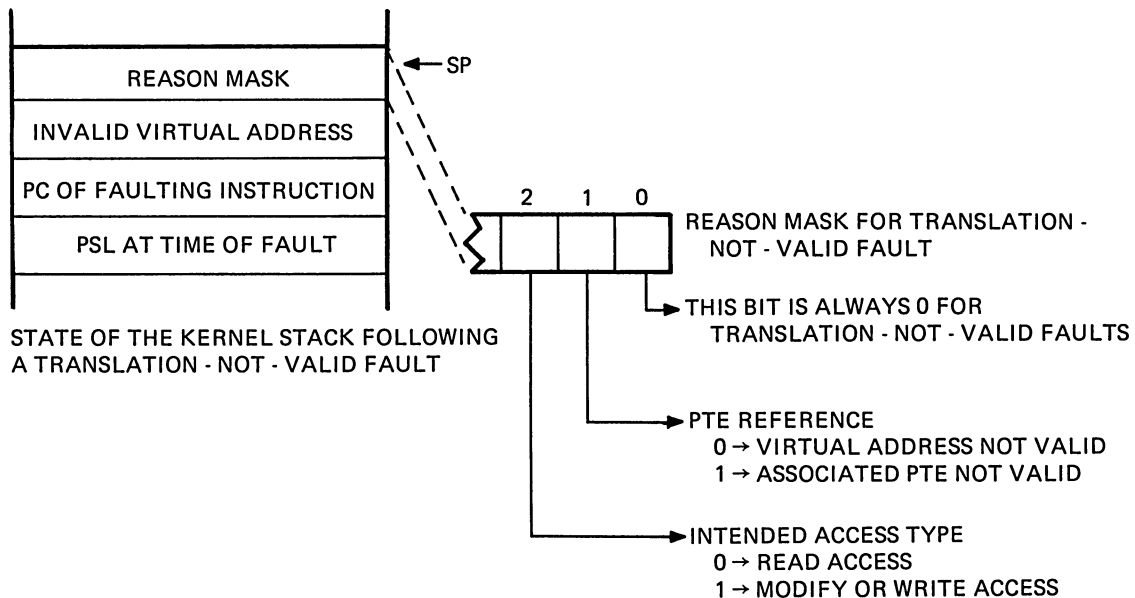 REASON MASK
SP
INVALID VIRTUAL ADDRESS
PC OF FAULTING INSTRUCTION
PSL AT TIME OF FAULT
STATE OF THE KERNEL STACK FOLLOWING
A TRANSLATION - NOT - VALID FAULT
2 1 0
REASON MASK FOR TRANSLATION -
NOT - VALID FAULT
THIS BIT IS ALWAYS 0 FOR
TRANSLATION - NOT - VALID FAULTS
PTE REFERENCE
0 → VIRTUAL ADDRESS NOT VALID
1 → ASSOCIATED PTE NOT VALID
INTENDED ACCESS TYPE
0 → READ ACCESS
1 → MODIFY OR WRITE ACCESS